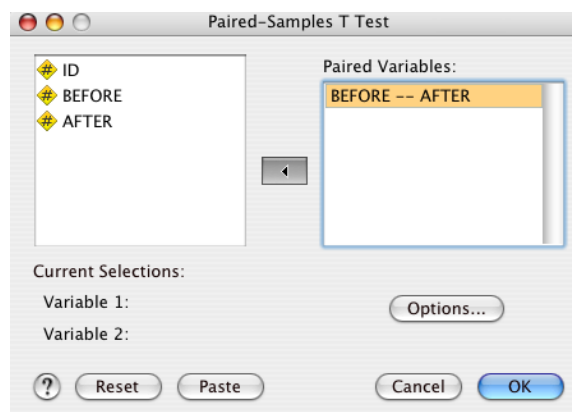 Paired-Samples T Test
# ID
# BEFORE
# AFTER
Paired Variables:
BEFORE -- AFTER
Current Selections:
Variable 1:
Variable 2:
Options...
? Reset Paste Cancel OK